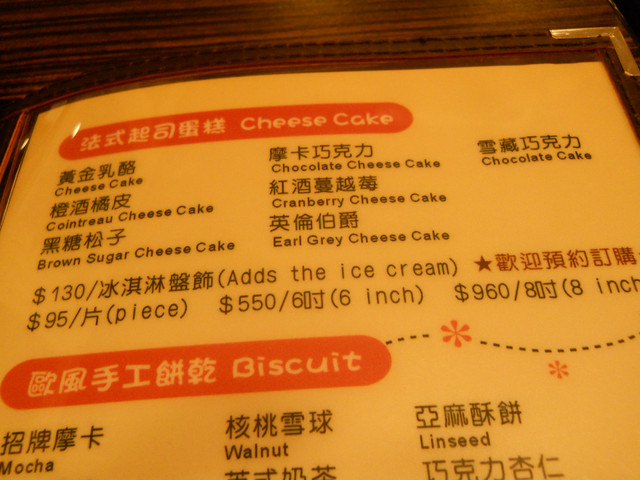 法式起司蛋糕 Cheese Cake
黃金乳酪
Cheese Cake
摩卡巧克力
Chocolate Cheese Cake
雪藏巧克力
Chocolate Cake
橙酒橘皮
Cointreau Cheese Cake
紅酒蔓越莓
Cranberry Cheese Cake
黑糖松子
Brown Sugar Cheese Cake
英倫伯爵
Earl Grey Cheese Cake
$130/冰淇淋盤飾(Adds the ice cream)
★歡迎預約訂購
$95/片(piece) $550/6吋(6 inch) $960/8吋(8 inch
歐風手工餅乾 Biscuit
招牌摩卡
Mocha
核桃雪球
Walnut
亞麻酥餅
Linseed
英式奶茶
巧克力杏仁